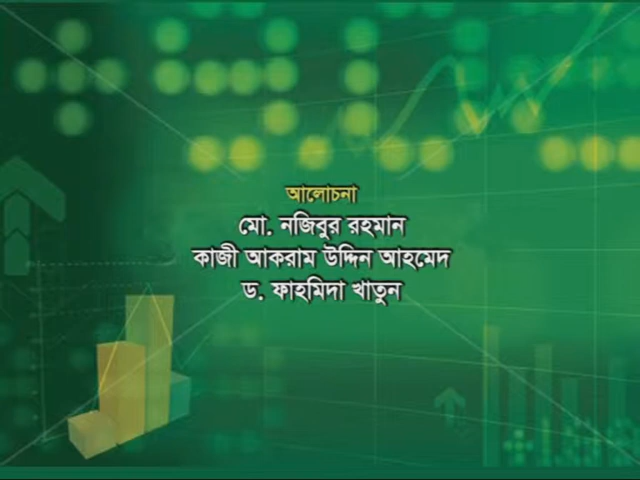 আলোচনা
মো. নজিবুর রহমান
কাজী আকরাম উদ্দিন আহমেদ
ড. ফাহমিদা খাতুন